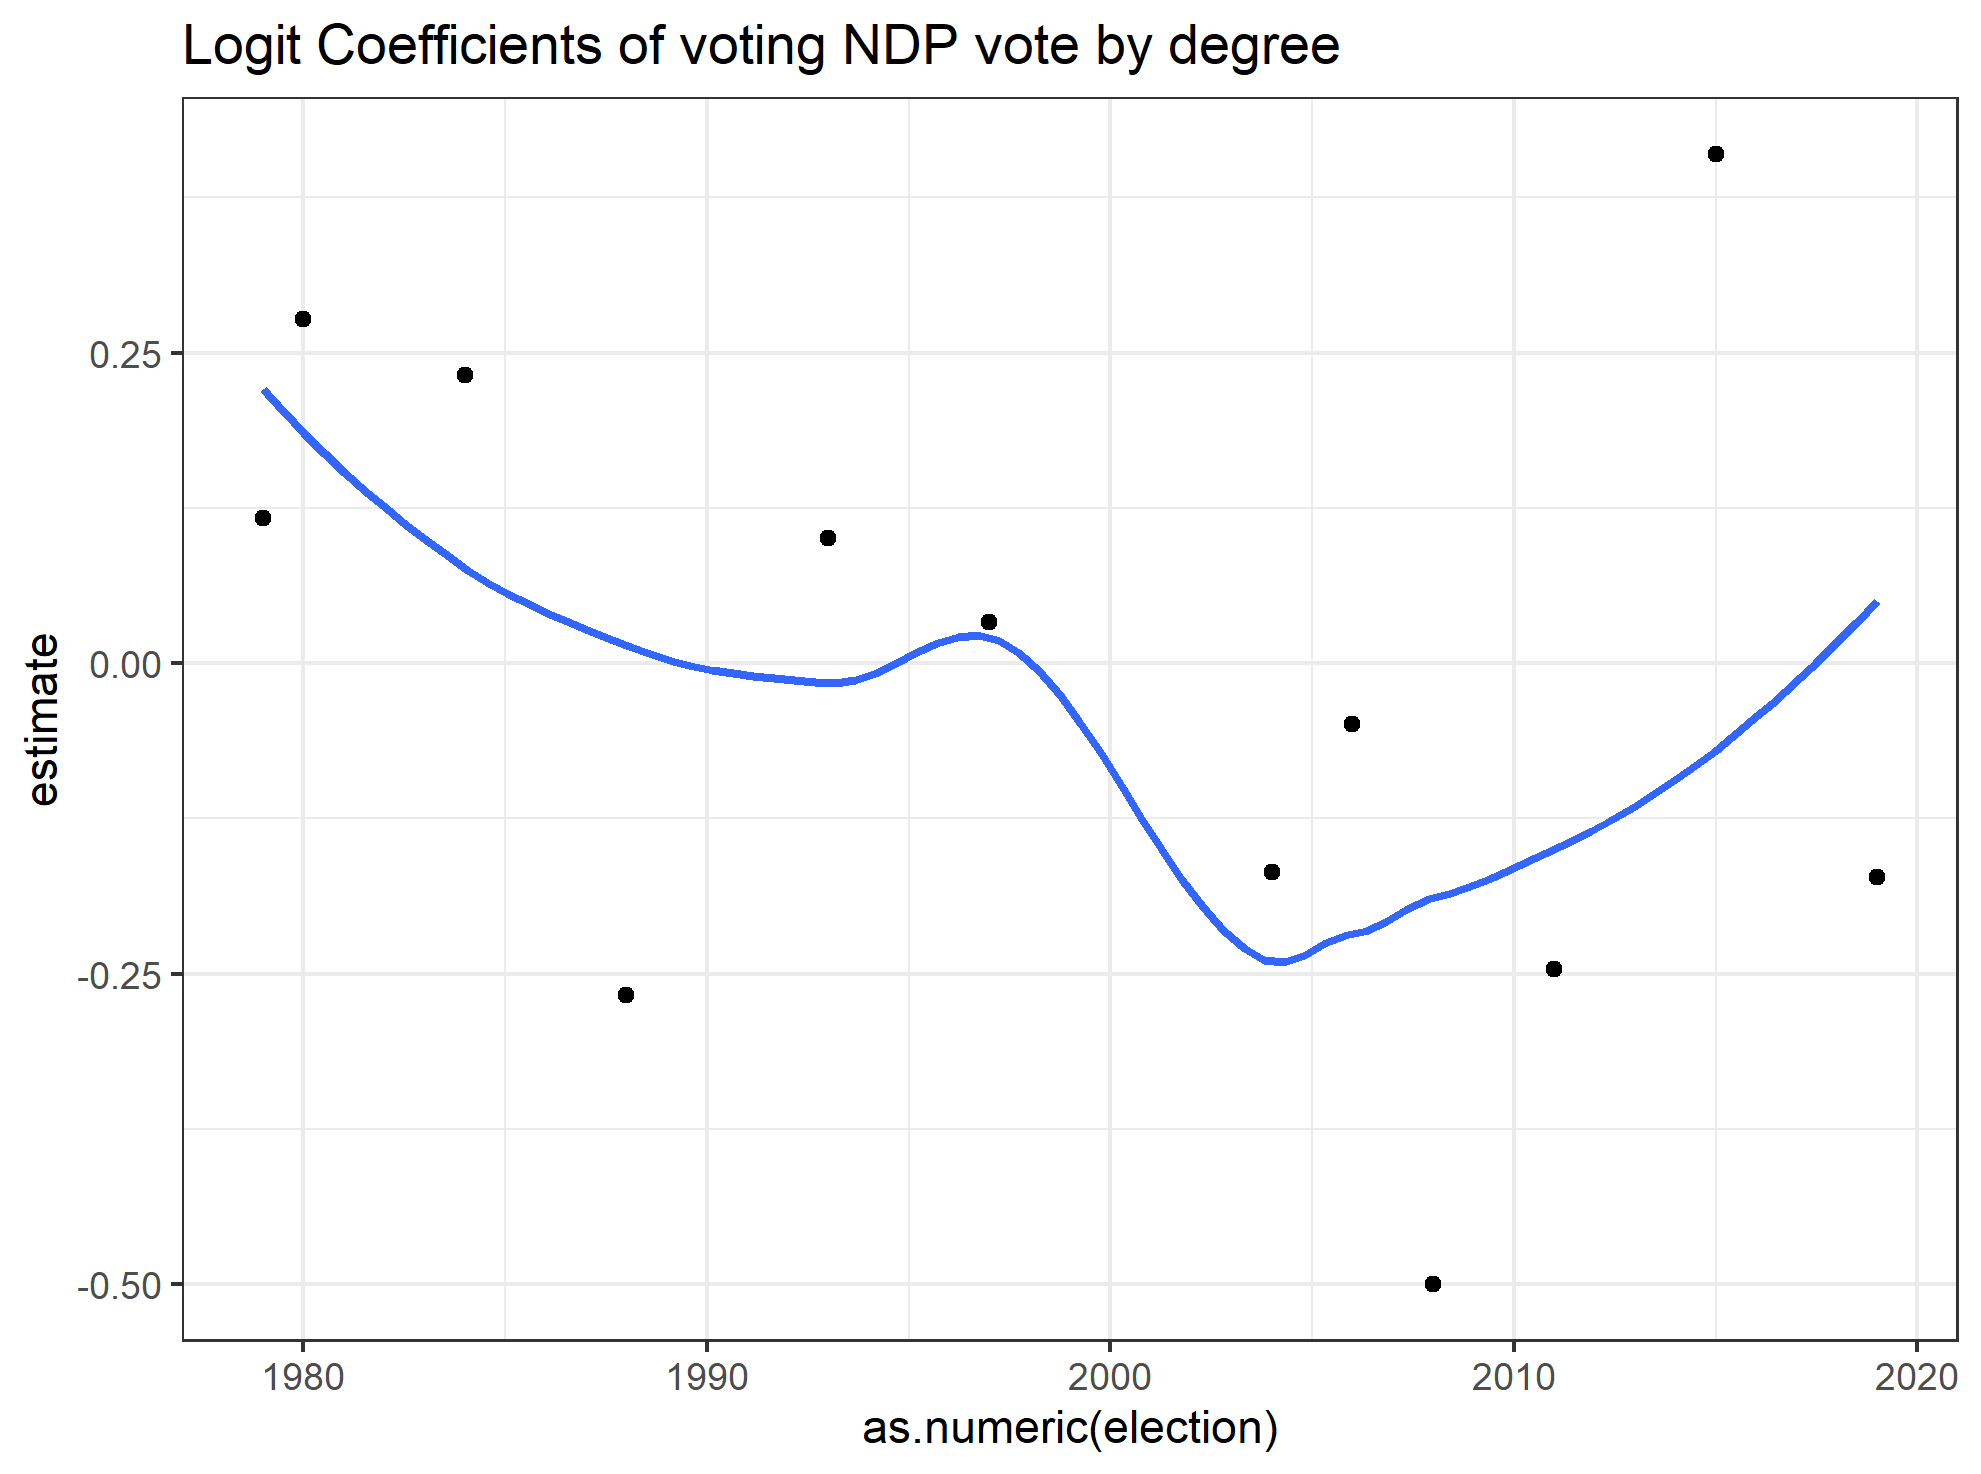 Logit Coefficients of voting NDP vote by degree
estimate
0.25
0.00
-0.25
-0.50
1980 1990 2000 2010 2020
as.numeric(election)